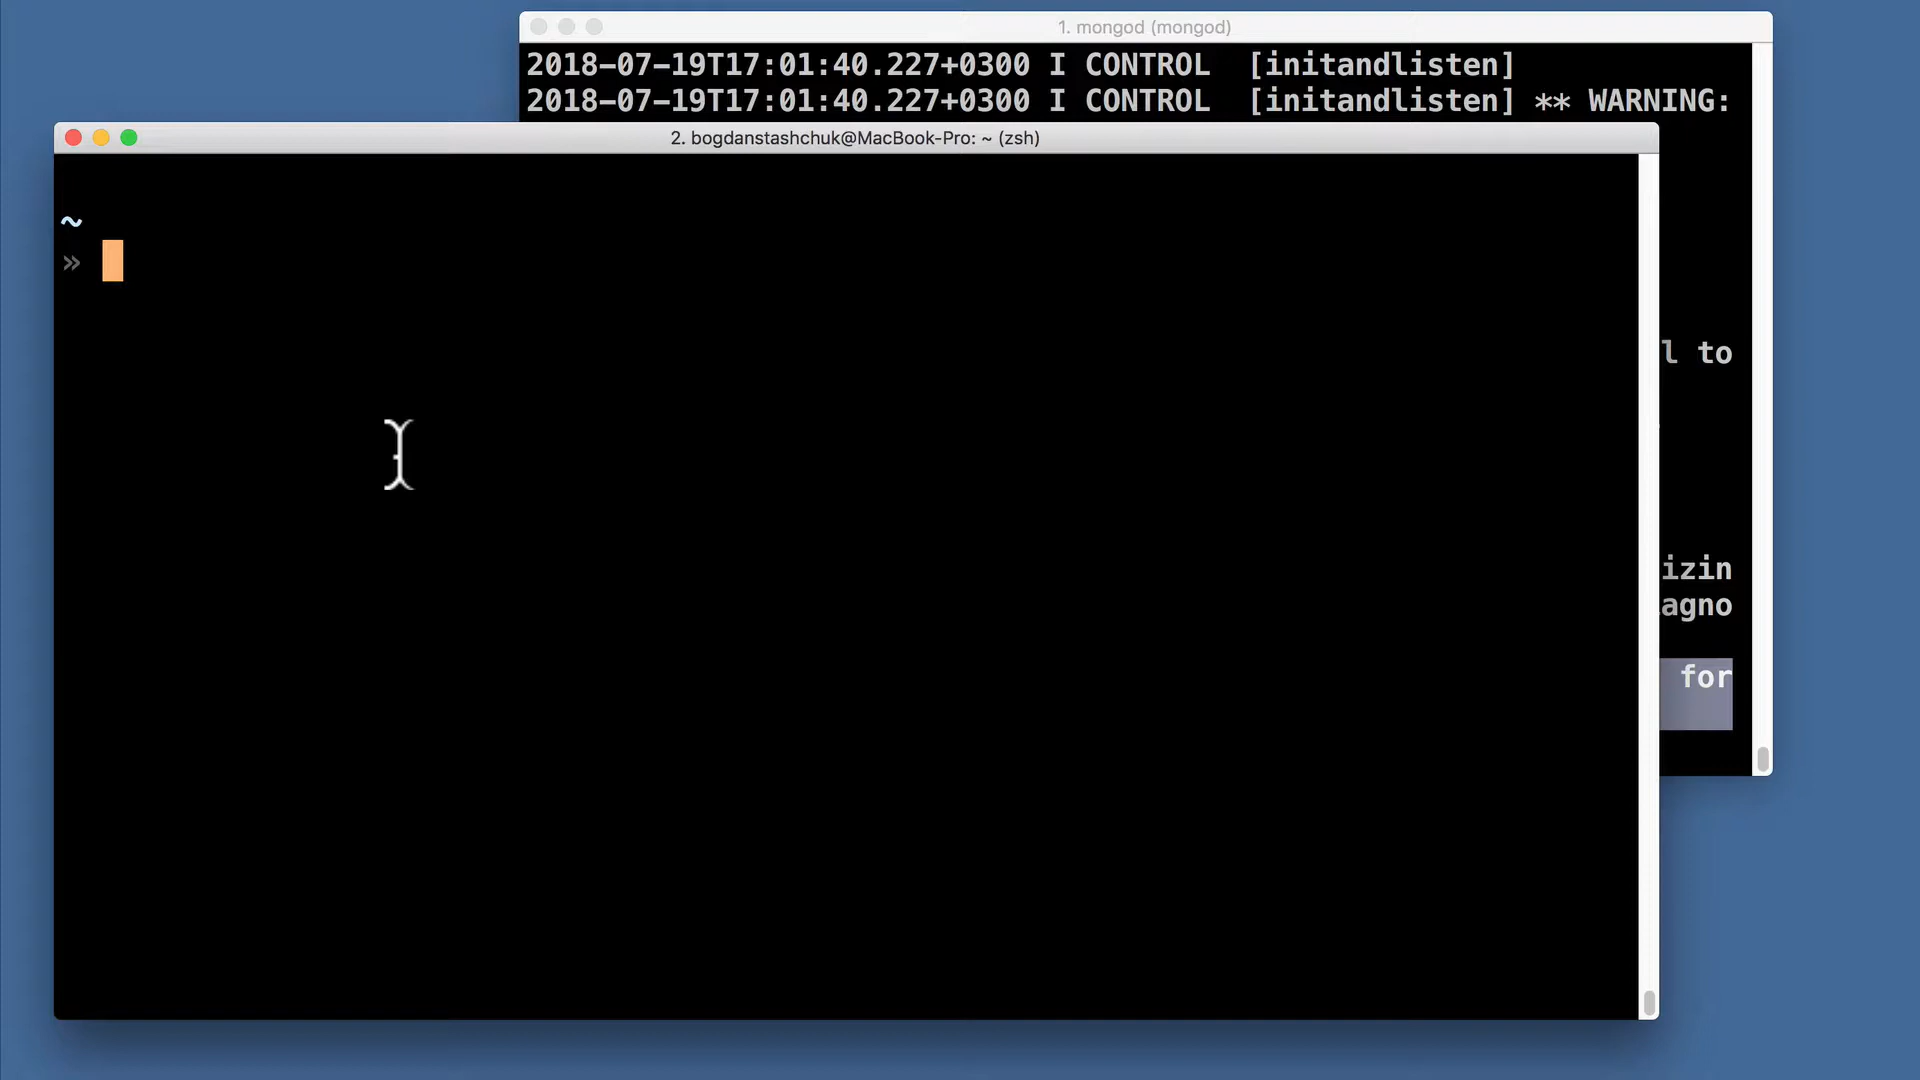 1. mongod (mongod)
2018-07-19T17:01:40.227+0300 I CONTROL  [initandlisten]
2018-07-19T17:01:40.227+0300 I CONTROL  [initandlisten] ** WARNING:
2. bogdanstashchuk@MacBook-Pro: ~ (zsh)
~
»
l to
izin
agno
for